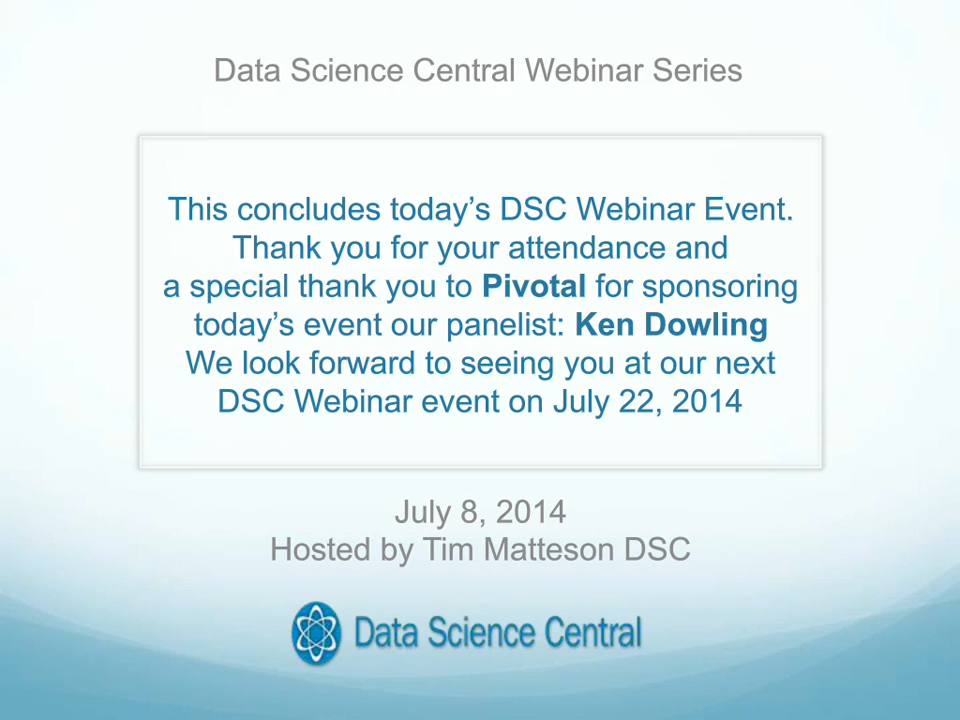 Data Science Central Webinar Series
This concludes today’s DSC Webinar Event.
Thank you for your attendance and
a special thank you to Pivotal for sponsoring
today’s event our panelist: Ken Dowling
We look forward to seeing you at our next
DSC Webinar event on July 22, 2014
July 8, 2014
Hosted by Tim Matteson DSC
Data Science Central